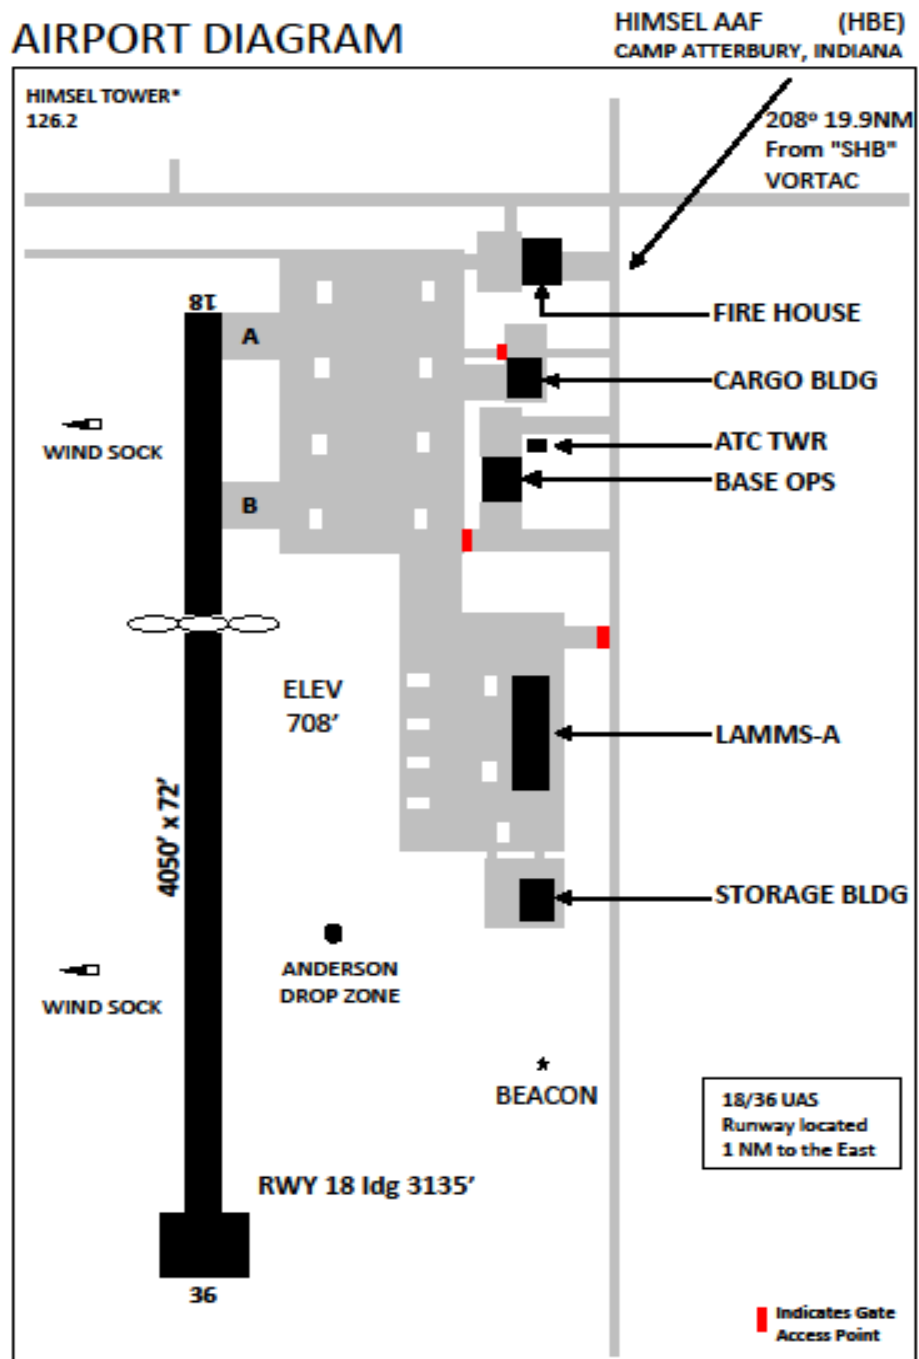 AIRPORT DIAGRAM
HIMSEL AAF (HBE)
CAMP ATTERBURY, INDIANA
HIMSEL TOWER*
126.2
208° 19.9NM
From "SHB"
VORTAC
18
A
FIRE HOUSE
CARGO BLDG
WIND SOCK
ATC TWR
BASE OPS
B
ELEV
708'
LAMMS-A
4050' x 72'
STORAGE BLDG
ANDERSON
DROP ZONE
WIND SOCK
BEACON
18/36 UAS
Runway located
1 NM to the East
RWY 18 ldg 3135'
36
Indicates Gate
Access Point